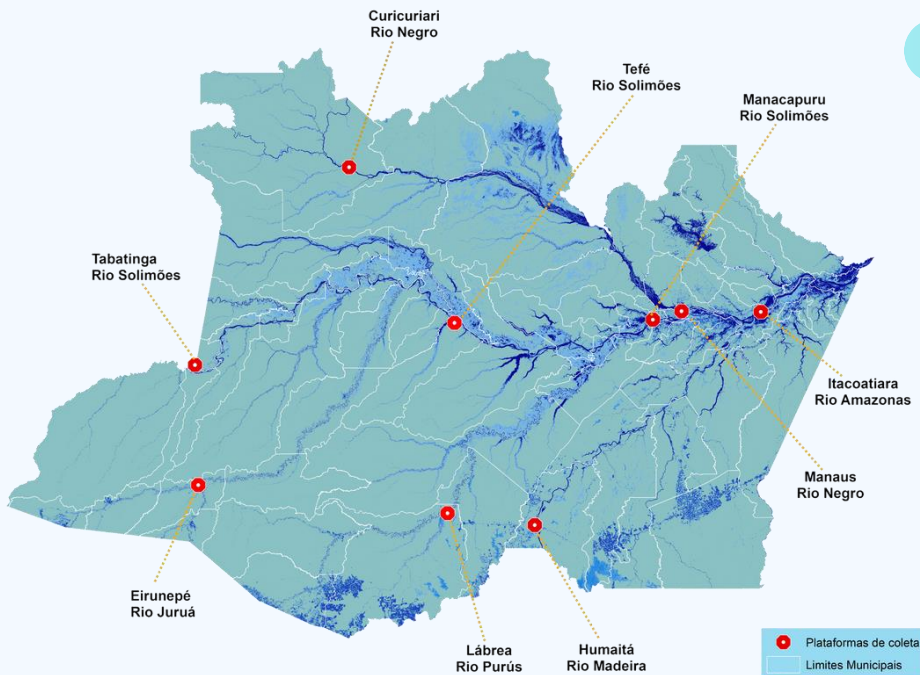 Curicuriari
Rio Negro
Tefé
Rio Solimões
Manacapuru
Rio Solimões
Tabatinga
Rio Solimões
Itacoatiara
Rio Amazonas
Manaus
Rio Negro
Eirunepé
Rio Juruá
Lábrea
Rio Purús
Humaitá
Rio Madeira
Plataformas de coleta
Limites Municipais